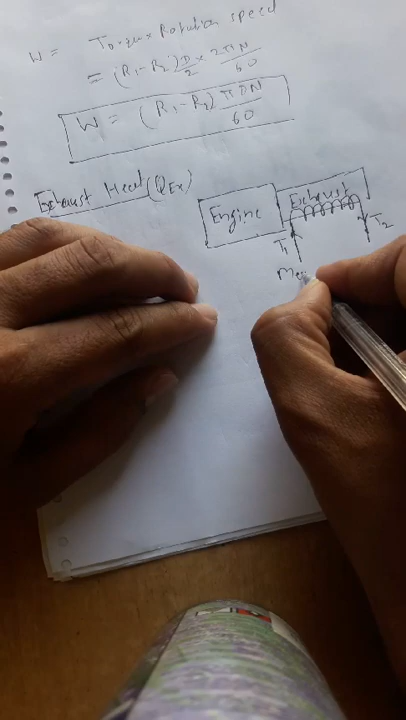 W = Torque x Rotation speed
= (R1-R2) D/2 x 2πN/60
W = (R1-R2) πDN/60
Exhaust Heat (QEx)
Engine
Exhaust
T1
T2